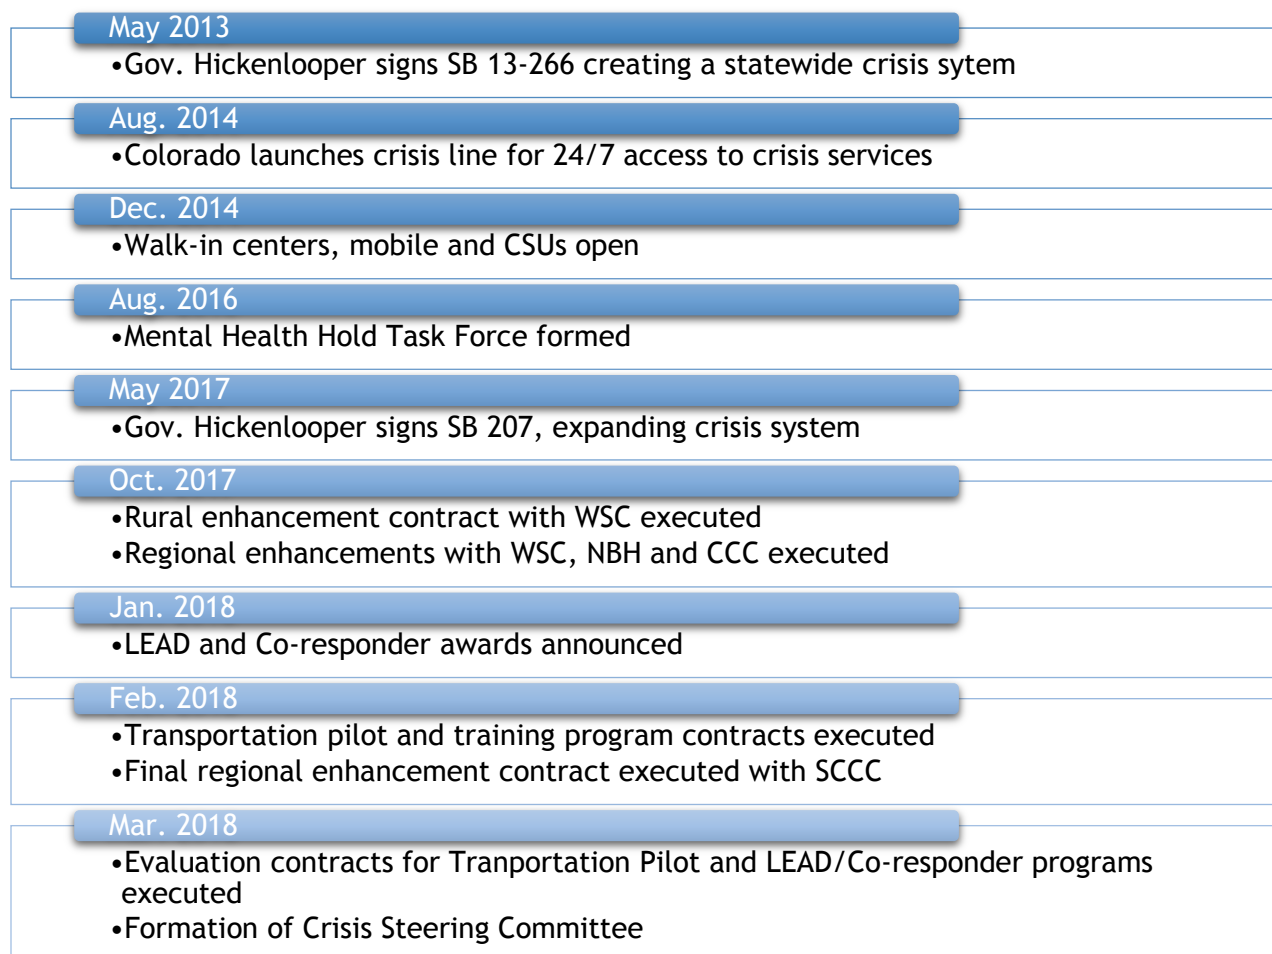 May 2013
•Gov. Hickenlooper signs SB 13-266 creating a statewide crisis sytem
Aug. 2014
•Colorado launches crisis line for 24/7 access to crisis services
Dec. 2014
•Walk-in centers, mobile and CSUs open
Aug. 2016
•Mental Health Hold Task Force formed
May 2017
•Gov. Hickenlooper signs SB 207, expanding crisis system
Oct. 2017
•Rural enhancement contract with WSC executed
•Regional enhancements with WSC, NBH and CCC executed
Jan. 2018
•LEAD and Co-responder awards announced
Feb. 2018
•Transportation pilot and training program contracts executed
•Final regional enhancement contract executed with SCCC
Mar. 2018
•Evaluation contracts for Tranportation Pilot and LEAD/Co-responder programs
executed
•Formation of Crisis Steering Committee